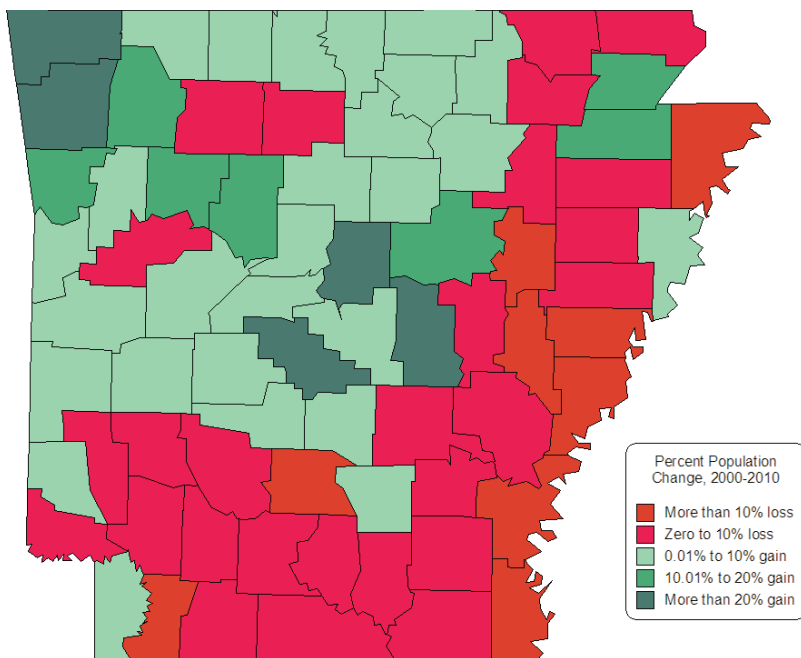 Percent Population
Change, 2000-2010
More than 10% loss
Zero to 10% loss
0.01% to 10% gain
10.01% to 20% gain
More than 20% gain